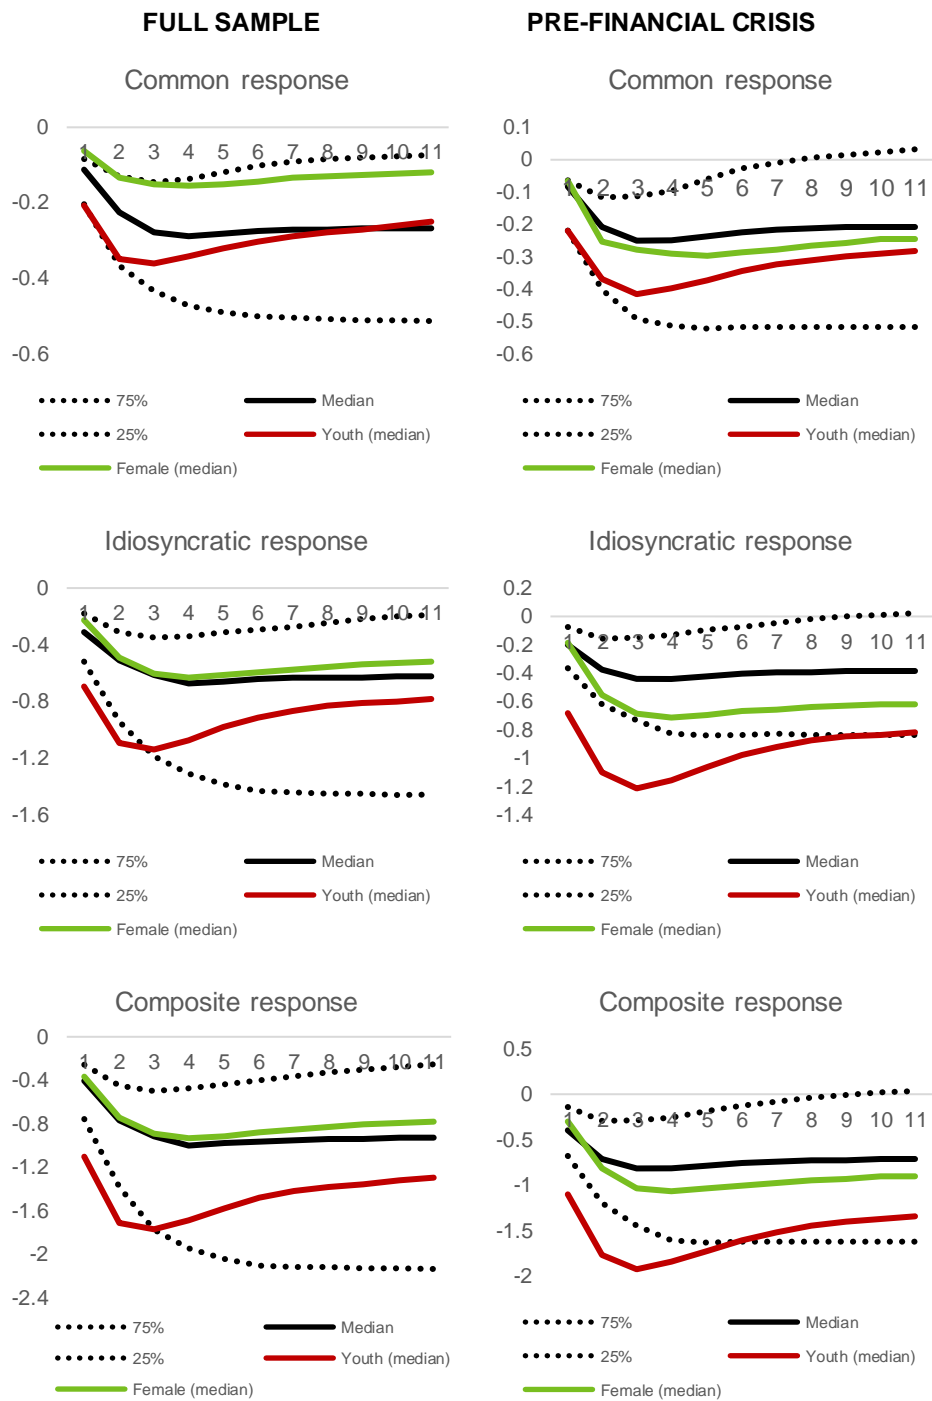 FULL SAMPLE PRE-FINANCIAL CRISIS
Common response
0
-0.2
-0.4
-0.6
1 2 3 4 5 6 7 8 9 10 11
75% Median
25% Youth (median)
Female (median)
Common response
0.1
0
-0.1
-0.2
-0.3
-0.4
-0.5
-0.6
1 2 3 4 5 6 7 8 9 10 11
75% Median
25% Youth (median)
Female (median)
Idiosyncratic response
0
-0.4
-0.8
-1.2
-1.6
1 2 3 4 5 6 7 8 9 10 11
75% Median
25% Youth (median)
Female (median)
Idiosyncratic response
0.2
0
-0.2
-0.4
-0.6
-0.8
-1
-1.2
-1.4
1 2 3 4 5 6 7 8 9 10 11
75% Median
25% Youth (median)
Female (median)
Composite response
0
-0.4
-0.8
-1.2
-1.6
-2
-2.4
1 2 3 4 5 6 7 8 9 10 11
75% Median
25% Youth (median)
Female (median)
Composite response
0.5
0
-0.5
-1
-1.5
-2
1 2 3 4 5 6 7 8 9 10 11
75% Median
25% Youth (median)
Female (median)